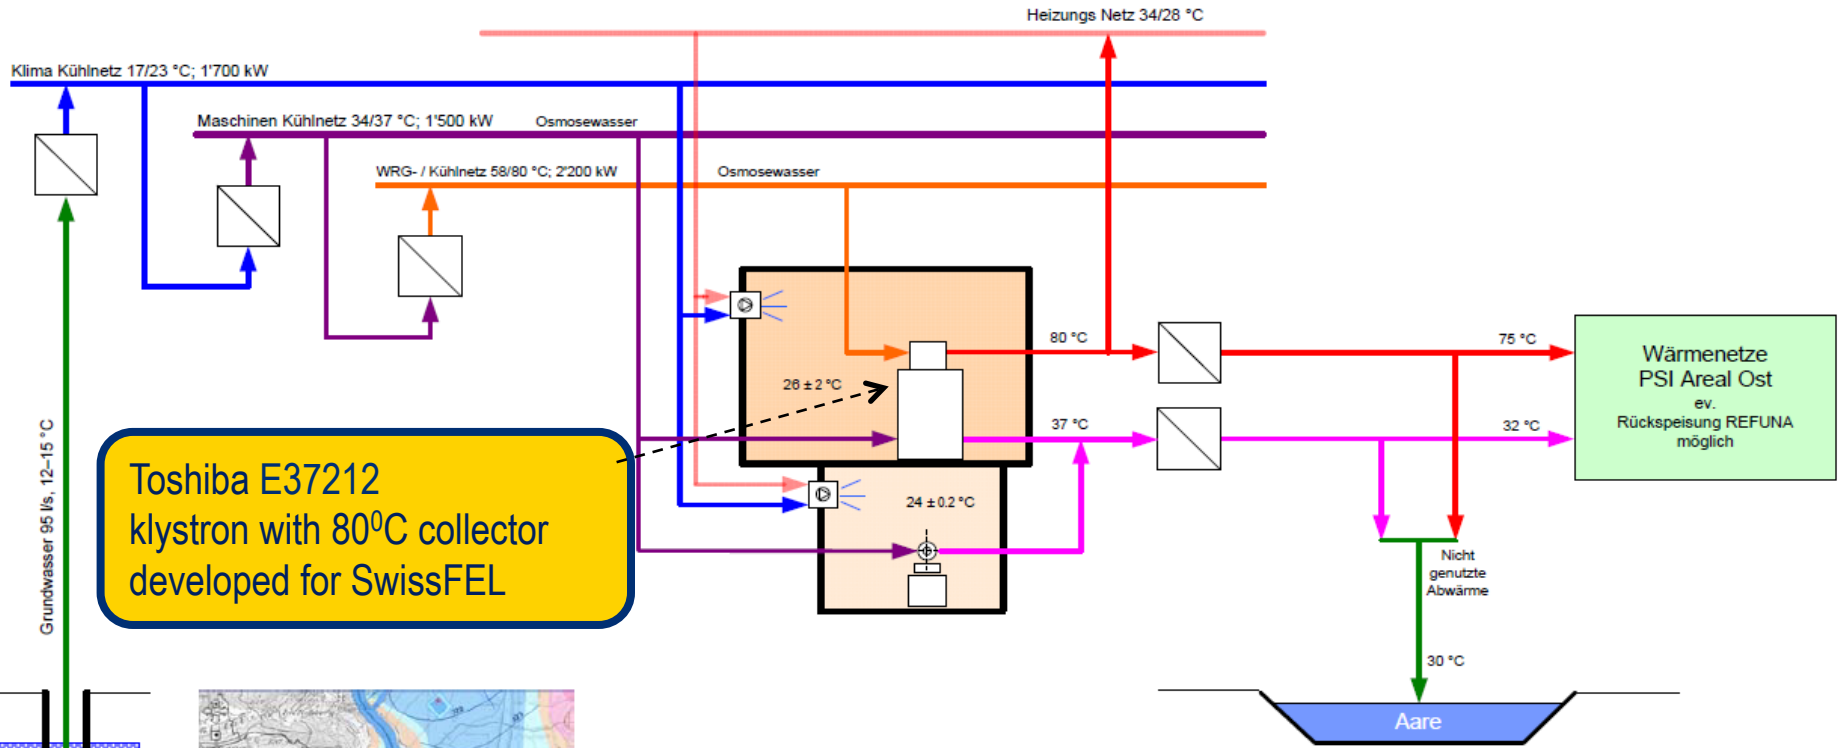 Heizungs Netz 34/28 °C
Klima Kühlnetz 17/23 °C; 1'700 kW
Maschinen Kühlnetz 34/37 °C; 1'500 kW Osmosewasser
WRG- / Kühlnetz 58/80 °C; 2'200 kW Osmosewasser
80 °C
75 °C
26 ± 2 °C
Wärmenetze
PSI Areal Ost
ev.
Rückspeisung REFUNA
möglich
37 °C
32 °C
Grundwasser 95 l/s, 12–15 °C
Toshiba E37212
klystron with 80⁰C collector
developed for SwissFEL
24 ± 0.2 °C
Nicht
genutzte
Abwärme
30 °C
Aare